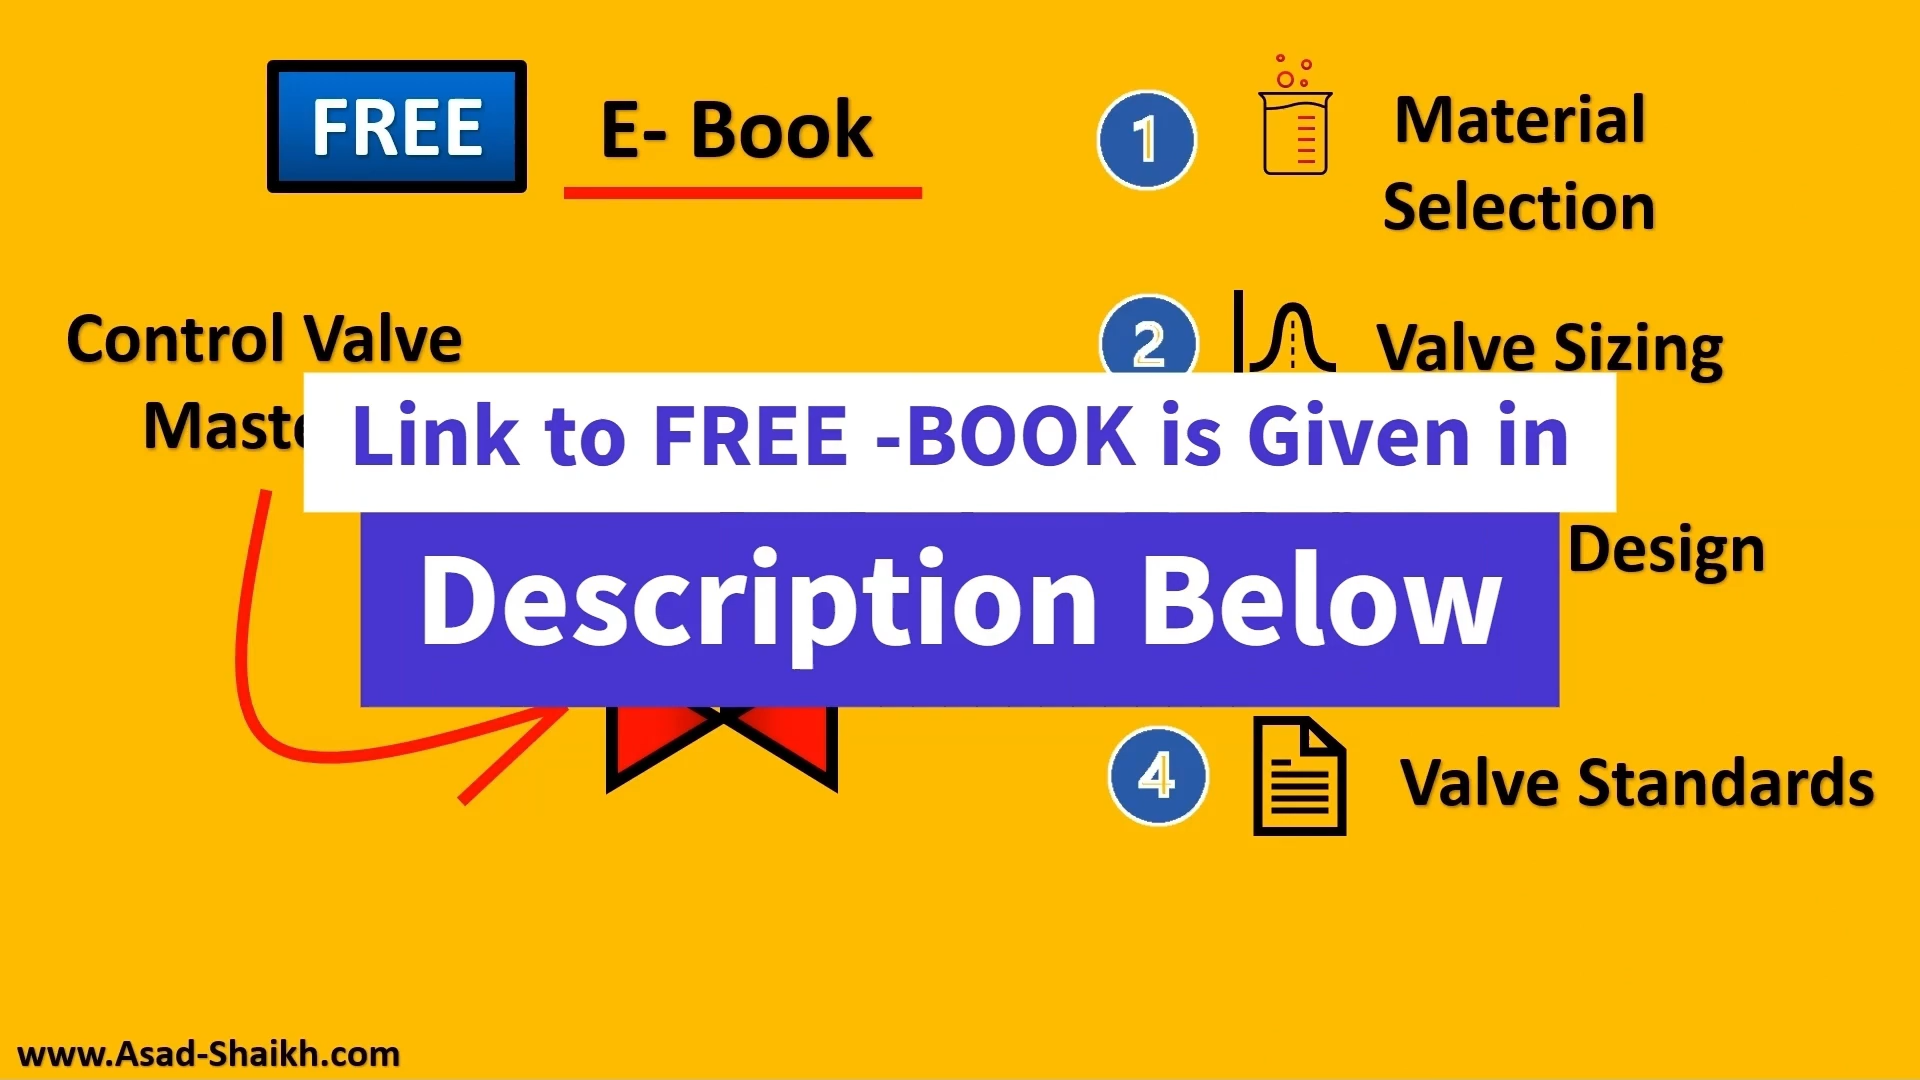 FREE
E- Book
Control Valve
1
Material
Selection
2
Valve Sizing
Link to FREE -BOOK is Given in
Description Below
Design
4
Valve Standards
www.Asad-Shaikh.com